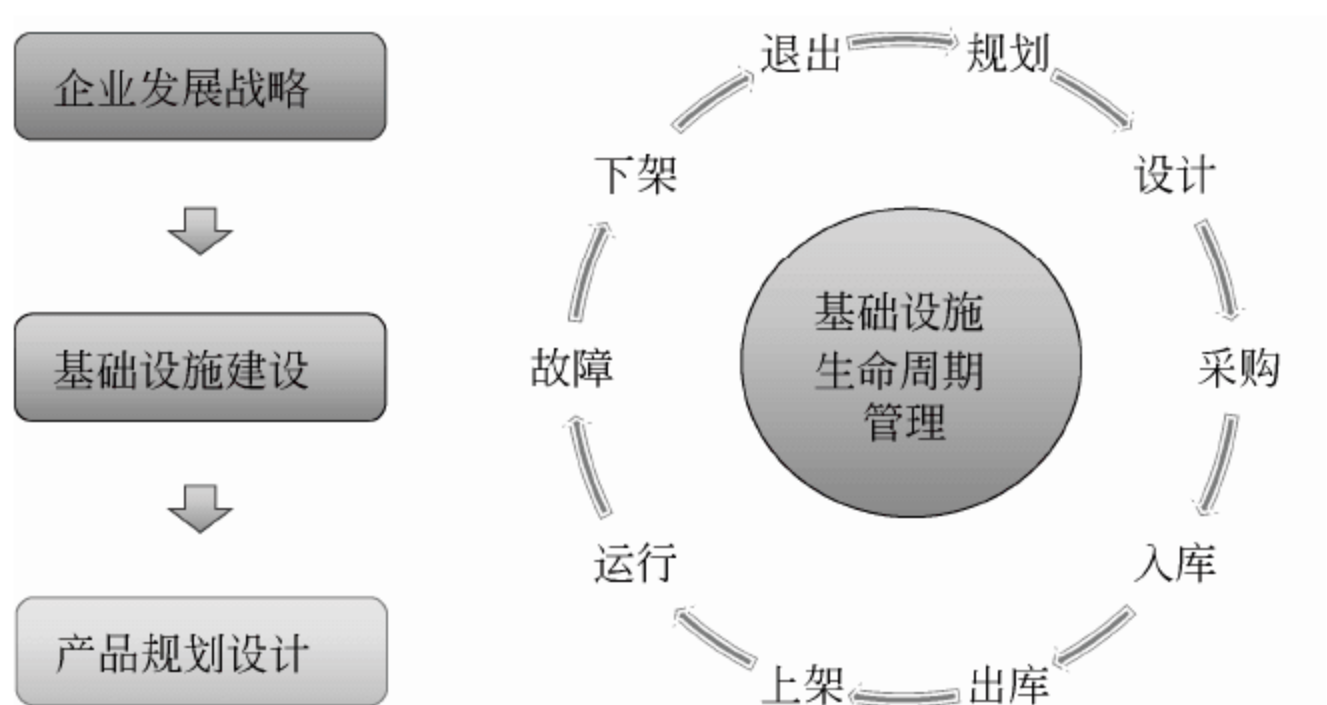 企业发展战略
基础设施建设
产品规划设计
退出
规划
设计
采购
入库
出库
上架
运行
故障
下架
基础设施
生命周期
管理